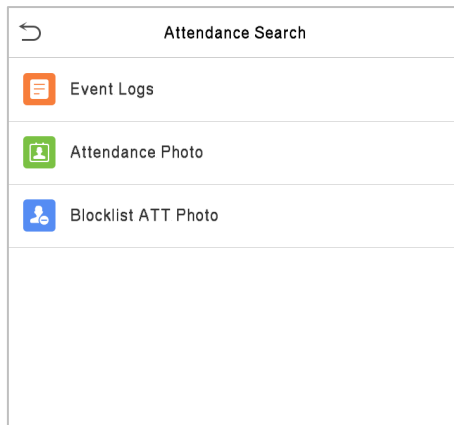 Attendance Search
Event Logs
Attendance Photo
Blocklist ATT Photo